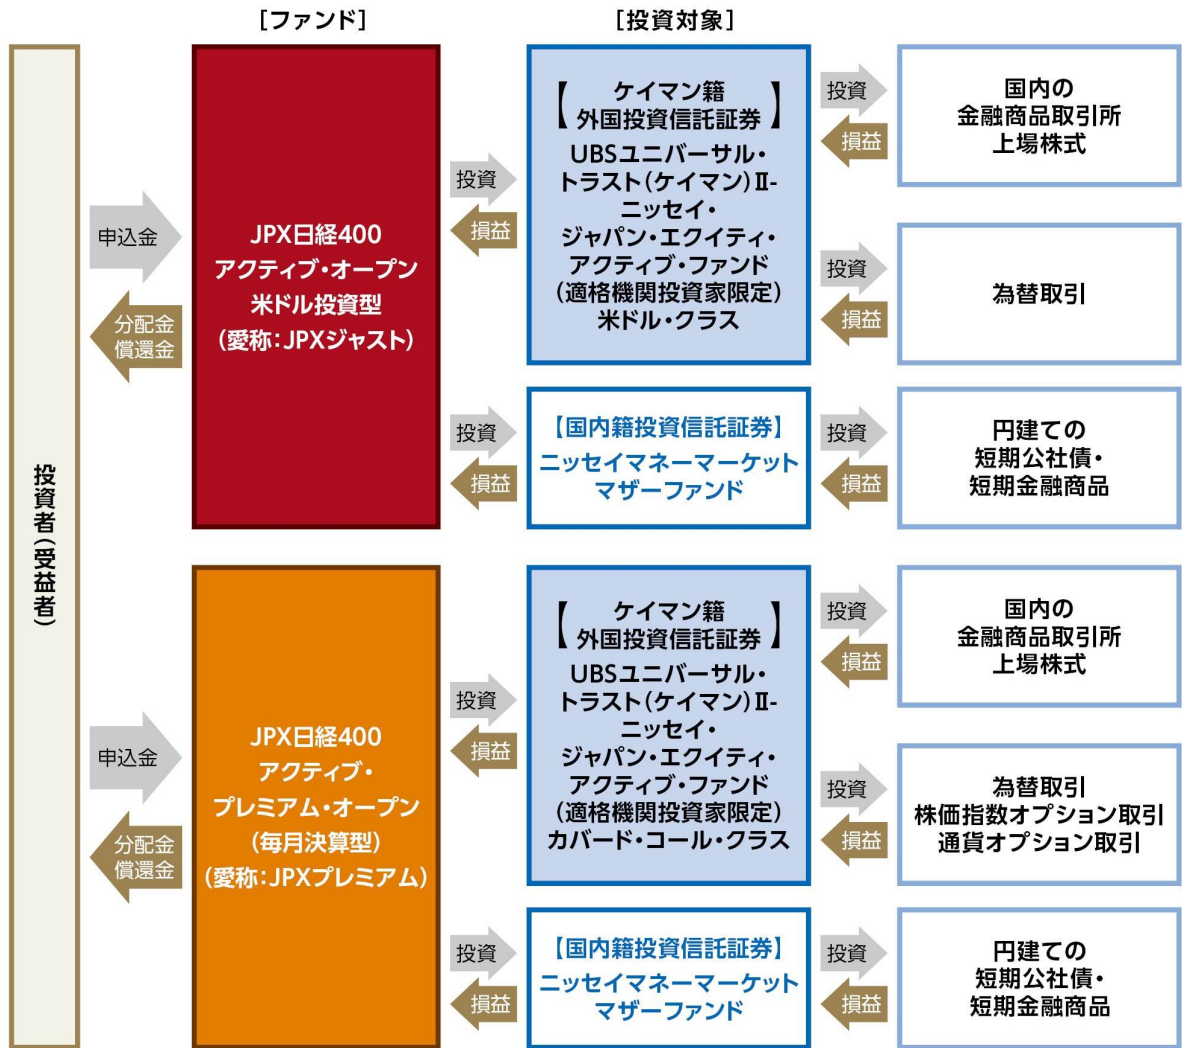 [ファンド]
[投資対象]
投資者(受益者)
申込金
分配金
償還金
JPX日経400
アクティブ・オープン
米ドル投資型
(愛称:JPXジャスト)
投資
損益
【ケイマン籍
外国投資信託証券】
UBSユニバーサル・
トラスト(ケイマン)Ⅱ-
ニッセイ・
ジャパン・エクイティ・
アクティブ・ファンド
(適格機関投資家限定)
米ドル・クラス
投資
損益
国内の
金融商品取引所
上場株式
投資
損益
為替取引
投資
損益
【国内籍投資信託証券】
ニッセイマネーマーケット
マザーファンド
投資
損益
円建ての
短期公社債・
短期金融商品
申込金
分配金
償還金
JPX日経400
アクティブ・
プレミアム・オープン
(毎月決算型)
(愛称:JPXプレミアム)
投資
損益
【ケイマン籍
外国投資信託証券】
UBSユニバーサル・
トラスト(ケイマン)Ⅱ-
ニッセイ・
ジャパン・エクイティ・
アクティブ・ファンド
(適格機関投資家限定)
カバード・コール・クラス
投資
損益
国内の
金融商品取引所
上場株式
投資
損益
為替取引
株価指数オプション取引
通貨オプション取引
投資
損益
【国内籍投資信託証券】
ニッセイマネーマーケット
マザーファンド
投資
損益
円建ての
短期公社債・
短期金融商品